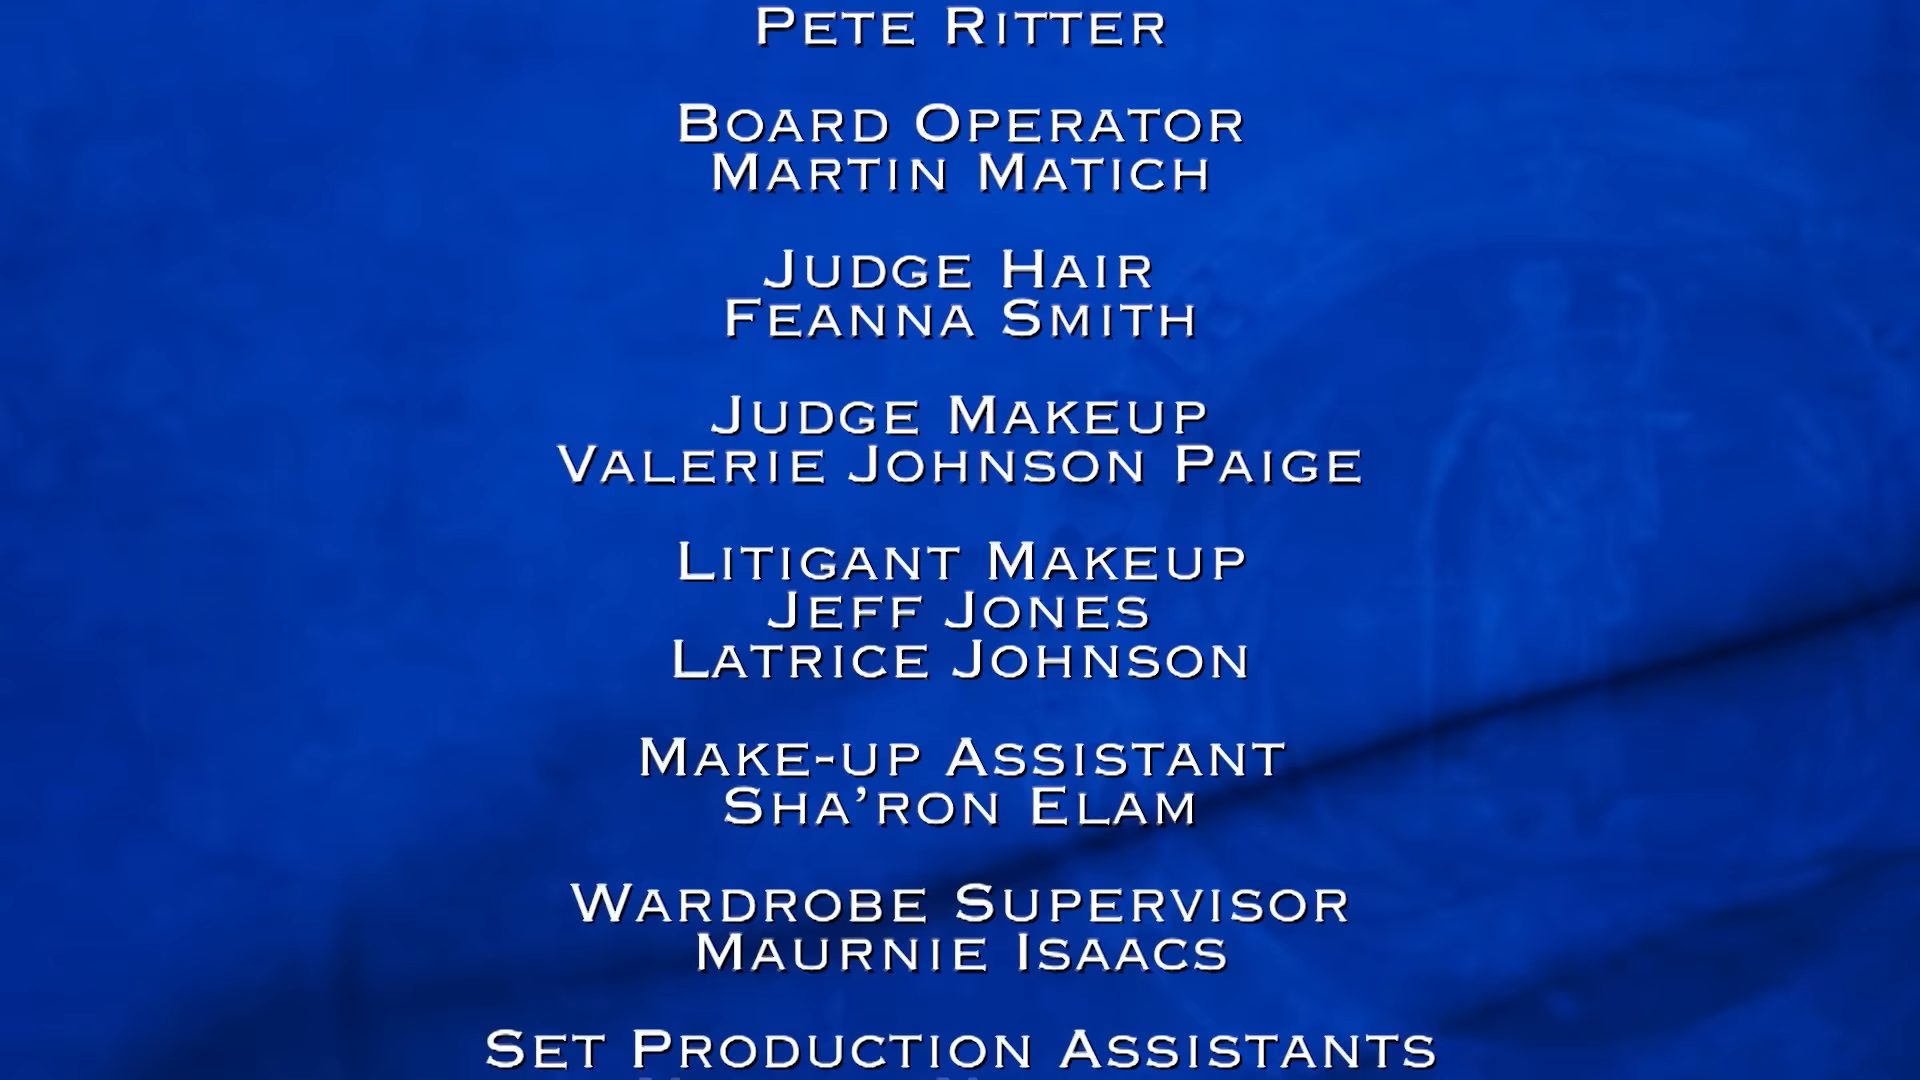 PETE RITTER
BOARD OPERATOR
MARTIN MATICH
JUDGE HAIR
FEANNA SMITH
JUDGE MAKEUP
VALERIE JOHNSON PAIGE
LITIGANT MAKEUP
JEFF JONES
LATRICE JOHNSON
MAKE-UP ASSISTANT
SHA'RON ELAM
WARDROBE SUPERVISOR
MAURNIE ISAACS
SET PRODUCTION ASSISTANTS